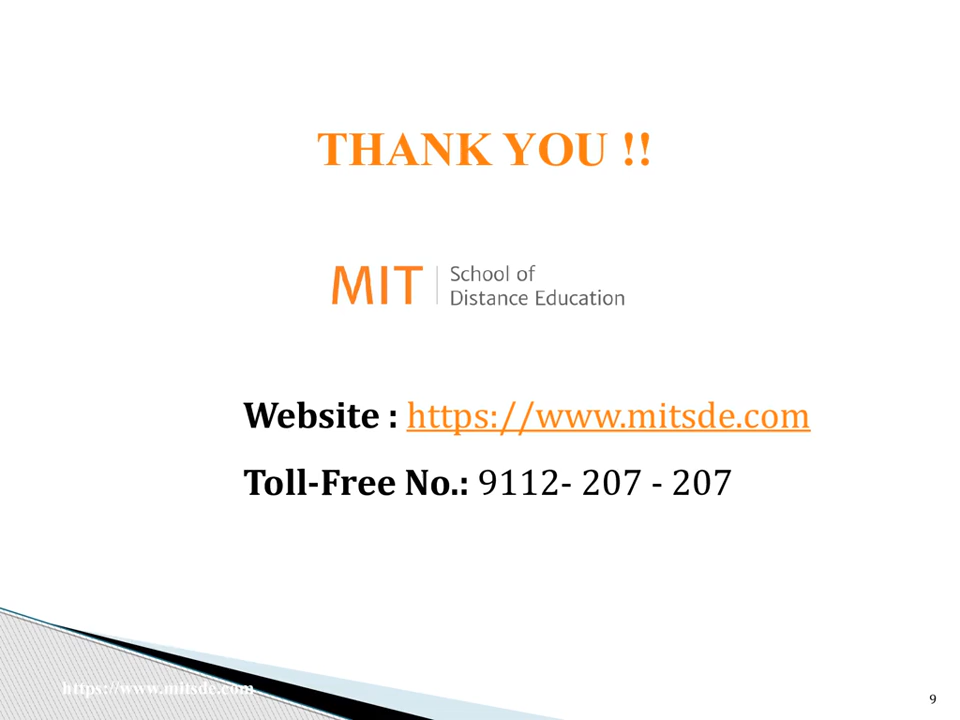 THANK YOU !!
MIT
School of
Distance Education
Website : https://www.mitsde.com
Toll-Free No.: 9112- 207 - 207
https://www.mitsde.com
9